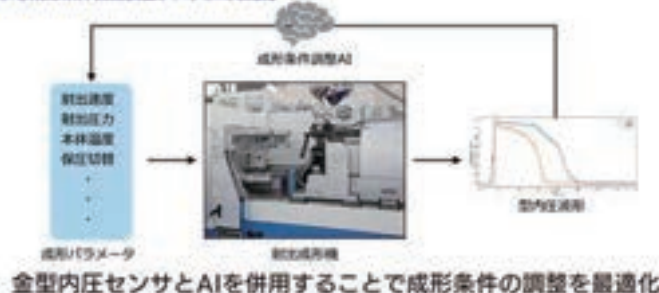 成形条件調整AI
射出速度
射出圧力
本体温度
保圧切替
・
・
・
成形パラメータ
射出成形機
型内圧波形
金型内圧センサとAIを併用することで成形条件の調整を最適化